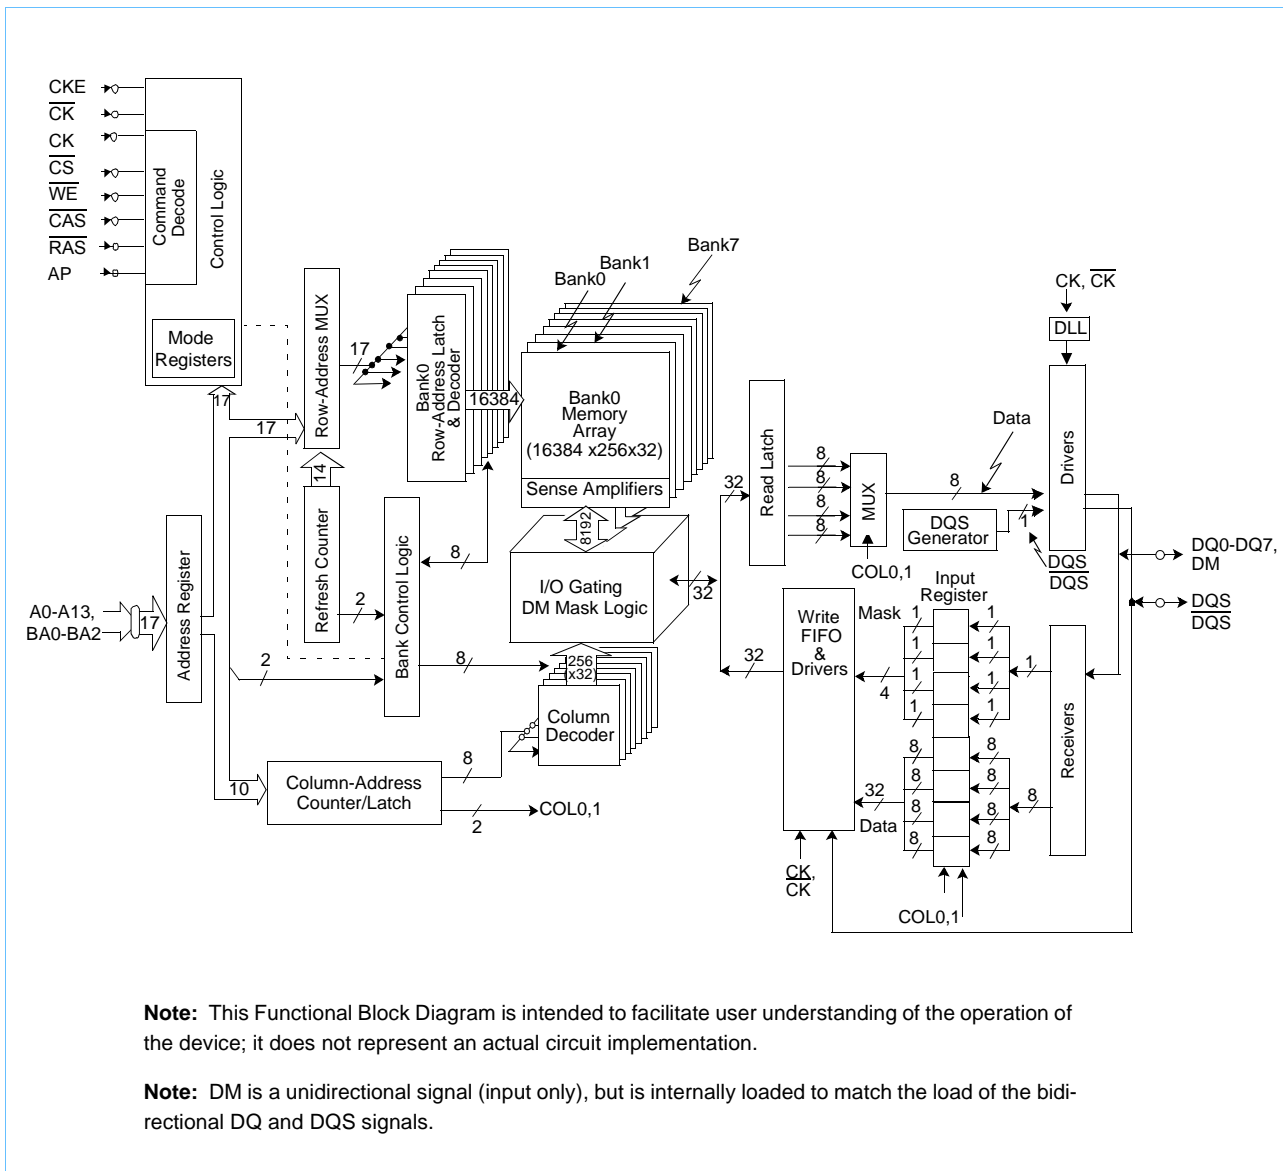 CKE
CK
CK
CS
WE
CAS
RAS
AP
Command
Decode
Control Logic
Mode
Registers
17
17
Row-Address MUX
17
14
Refresh Counter
2
Bank0
Row-Address Latch
& Decoder
16384
Bank0
Bank1
Bank7
Bank0
Memory
Array
(16384 x256x32)
Sense Amplifiers
8192
I/O Gating
DM Mask Logic
8
Bank Control Logic
8
2
A0-A13,
BA0-BA2
17
Address Register
10
Column-Address
Counter/Latch
8
2
COL0,1
256
(x32)
Column
Decoder
32
32
32
Read Latch
8
8
8
8
MUX
COL0,1
8
Data
DQS
Generator
1
DQS
DQS
CK, CK
DLL
Drivers
DQ0-DQ7,
DM
DQS
DQS
Input
Register
Write
FIFO
&
Drivers
Mask
1
1
1
1
4
1
1
1
1
1
32
Data
8
8
8
8
8
8
8
8
8
Receivers
CK,
CK
COL0,1
Note: This Functional Block Diagram is intended to facilitate user understanding of the operation of
the device; it does not represent an actual circuit implementation.
Note: DM is a unidirectional signal (input only), but is internally loaded to match the load of the bidi-
rectional DQ and DQS signals.